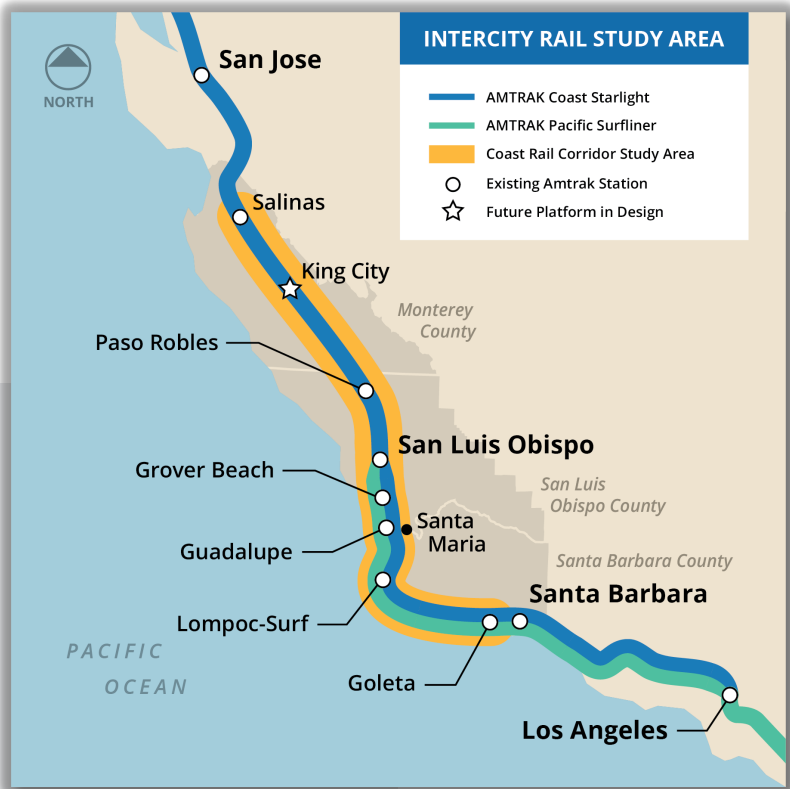 INTERCITY RAIL STUDY AREA
AMTRAK Coast Starlight
AMTRAK Pacific Surfliner
Coast Rail Corridor Study Area
Existing Amtrak Station
Future Platform in Design
NORTH
San Jose
Salinas
King City
Monterey
County
Paso Robles
San Luis Obispo
Grover Beach
San Luis
Obispo County
Santa
Maria
Guadalupe
Santa Barbara County
Santa Barbara
Lompoc-Surf
PACIFIC
OCEAN
Goleta
Los Angeles